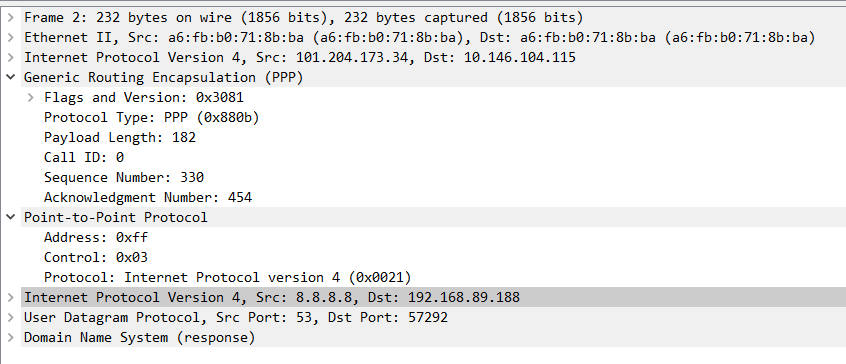 Frame 2: 232 bytes on wire (1856 bits), 232 bytes captured (1856 bits)
Ethernet II, Src: a6:fb:b0:71:8b:ba (a6:fb:b0:71:8b:ba), Dst: a6:fb:b0:71:8b:ba (a6:fb:b0:71:8b:ba)
Internet Protocol Version 4, Src: 101.204.173.34, Dst: 10.146.104.115
Generic Routing Encapsulation (PPP)
Flags and Version: 0x3081
Protocol Type: PPP (0x880b)
Payload Length: 182
Call ID: 0
Sequence Number: 330
Acknowledgment Number: 454
Point-to-Point Protocol
Address: 0xff
Control: 0x03
Protocol: Internet Protocol version 4 (0x0021)
Internet Protocol Version 4, Src: 8.8.8.8, Dst: 192.168.89.188
User Datagram Protocol, Src Port: 53, Dst Port: 57292
Domain Name System (response)